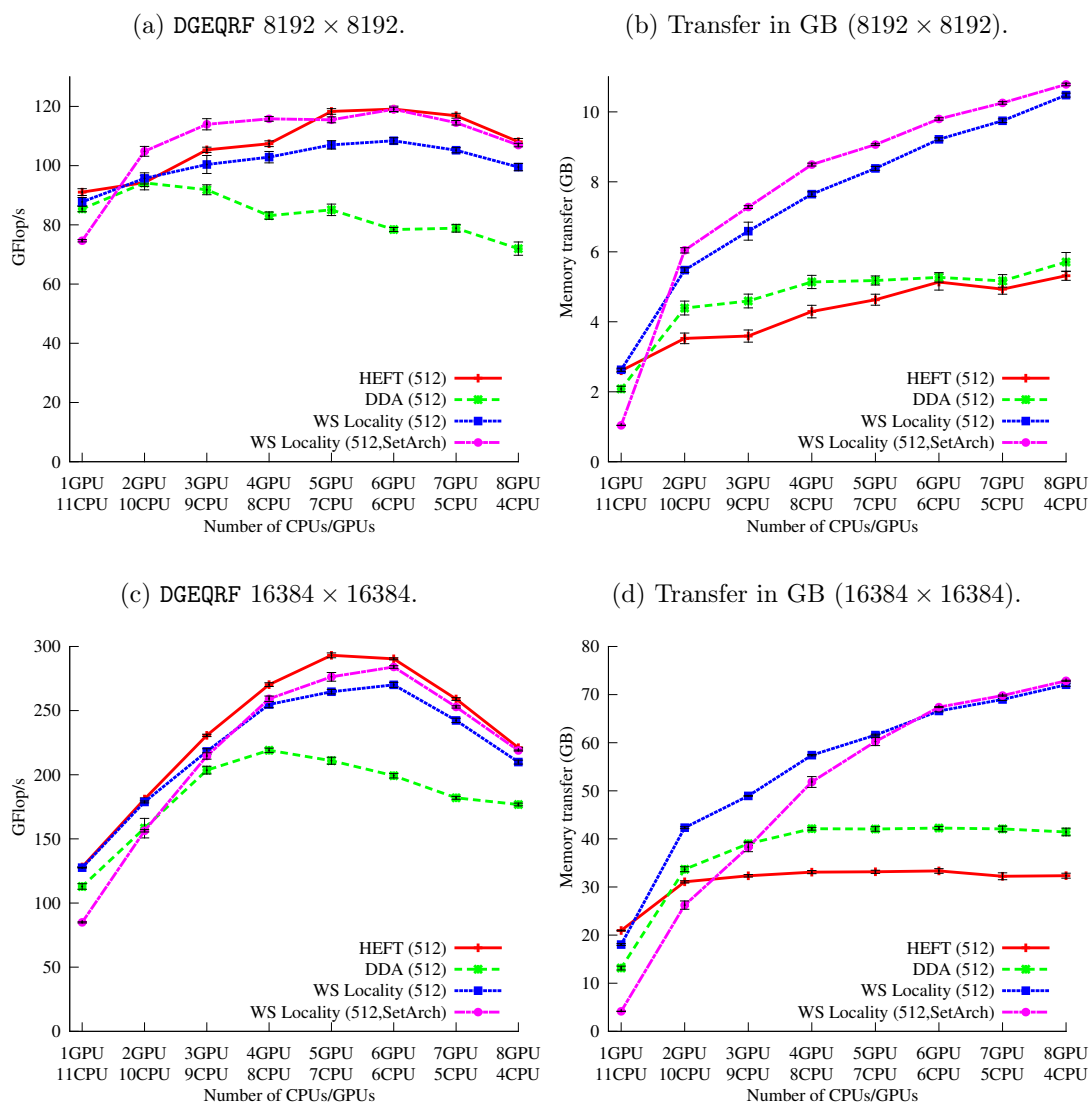 (a) DGEQRF 8192 × 8192.
120
100
80
60
40
20
0
GFlop/s
HEFT (512)
DDA (512)
WS Locality (512)
WS Locality (512,SetArch)
1GPU 2GPU 3GPU 4GPU 5GPU 6GPU 7GPU 8GPU
11CPU 10CPU 9CPU 8CPU 7CPU 6CPU 5CPU 4CPU
Number of CPUs/GPUs
(b) Transfer in GB (8192 × 8192).
10
8
6
4
2
0
Memory transfer (GB)
HEFT (512)
DDA (512)
WS Locality (512)
WS Locality (512,SetArch)
1GPU 2GPU 3GPU 4GPU 5GPU 6GPU 7GPU 8GPU
11CPU 10CPU 9CPU 8CPU 7CPU 6CPU 5CPU 4CPU
Number of CPUs/GPUs
(c) DGEQRF 16384 × 16384.
300
250
200
150
100
50
0
GFlop/s
HEFT (512)
DDA (512)
WS Locality (512)
WS Locality (512,SetArch)
1GPU 2GPU 3GPU 4GPU 5GPU 6GPU 7GPU 8GPU
11CPU 10CPU 9CPU 8CPU 7CPU 6CPU 5CPU 4CPU
Number of CPUs/GPUs
(d) Transfer in GB (16384 × 16384).
80
70
60
50
40
30
20
10
0
Memory transfer (GB)
HEFT (512)
DDA (512)
WS Locality (512)
WS Locality (512,SetArch)
1GPU 2GPU 3GPU 4GPU 5GPU 6GPU 7GPU 8GPU
11CPU 10CPU 9CPU 8CPU 7CPU 6CPU 5CPU 4CPU
Number of CPUs/GPUs